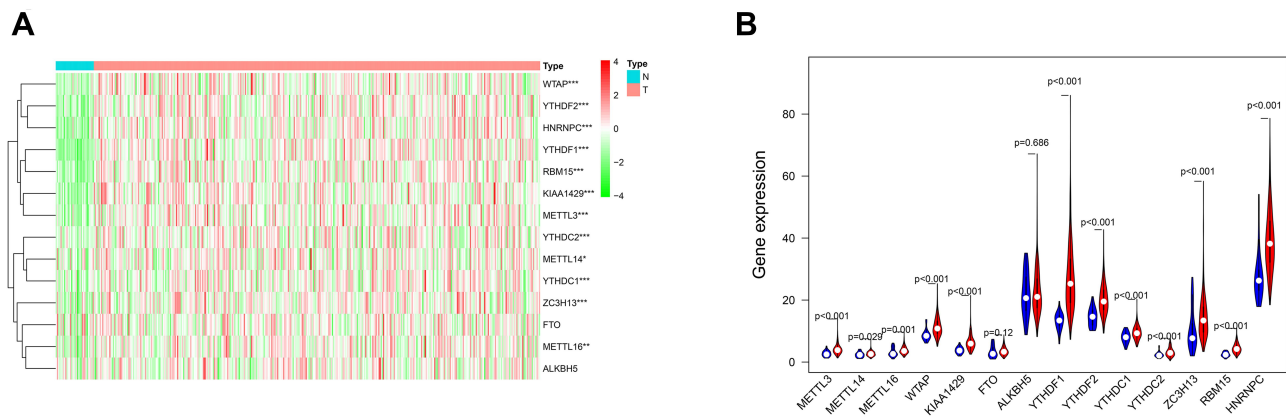 A
Type
WTAP***
YTHDF2***
HNRNPC***
YTHDF1***
RBM15***
KIAA1429***
METTL3***
YTHDC2***
METTL14*
YTHDC1***
ZC3H13***
FTO
METTL16**
ALKBH5
4
2
0
−2
−4
Type
N
T
B
Gene expression
80
60
40
20
0
p<0.001
p=0.029
p=0.001
p<0.001
p<0.001
p=0.12
p=0.686
p<0.001
p<0.001
p<0.001
p<0.001
p<0.001
p<0.001
p<0.001
METTL3
METTL14
METTL16
WTAP
KIAA1429
FTO
ALKBH5
YTHDF1
YTHDF2
YTHDC1
YTHDC2
ZC3H13
RBM15
HNRNPC